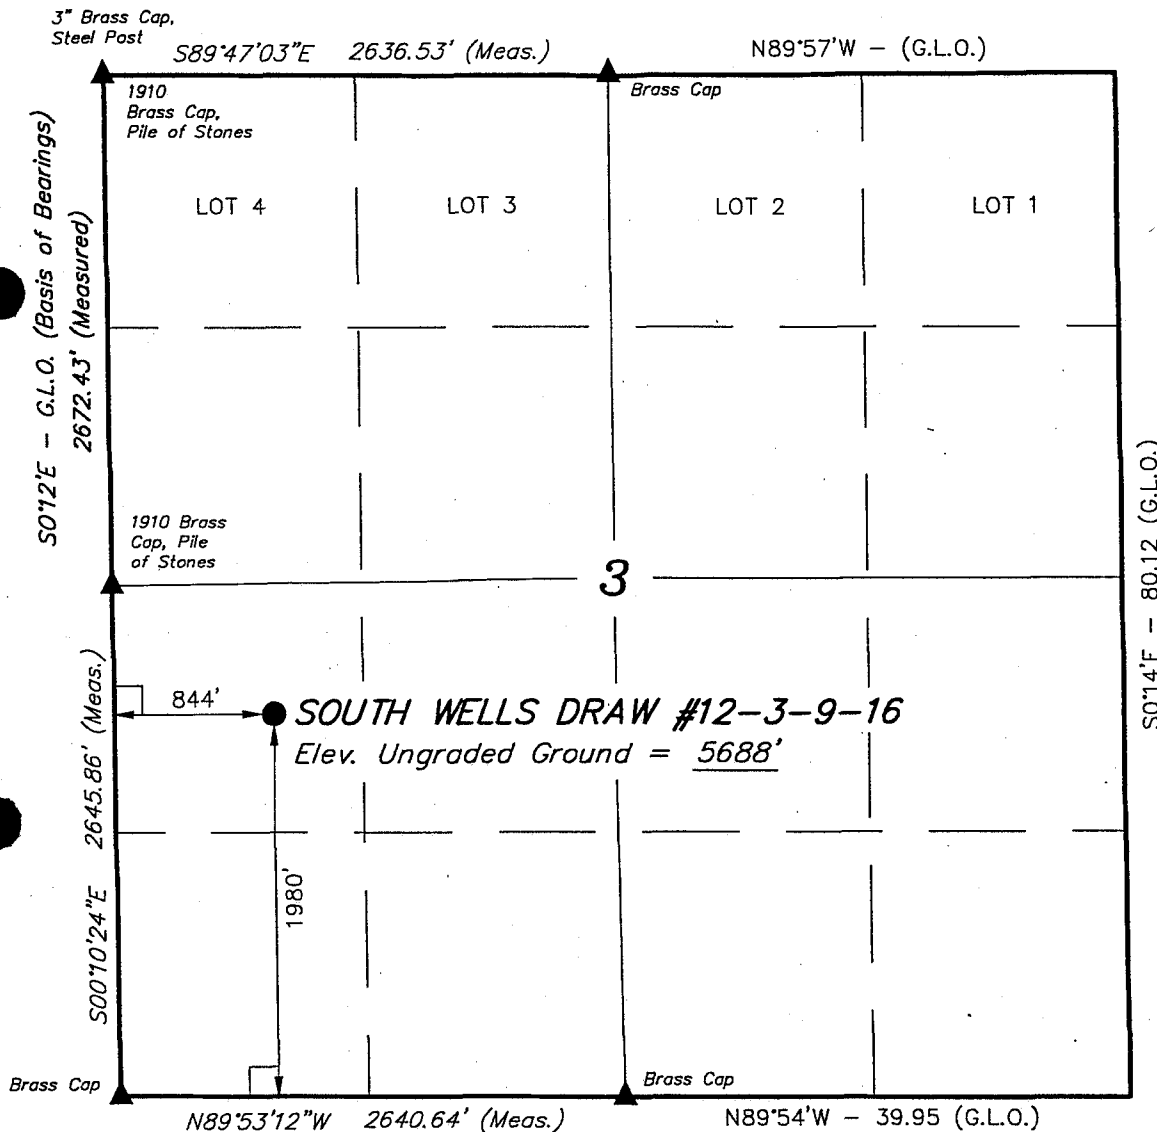 3" Brass Cap,
Steel Post
S89°47'03"E 2636.53' (Meas.)
N89°57'W – (G.L.O.)
1910
Brass Cap,
Pile of Stones
Brass Cap
LOT 4
LOT 3
LOT 2
LOT 1
S0°12'E – G.L.O. (Basis of Bearings)
2672.43' (Measured)
1910 Brass
Cap, Pile
of Stones
3
S0°14'E – 80.12 (G.L.O.)
844'
SOUTH WELLS DRAW #12-3-9-16
Elev. Ungraded Ground = 5688'
S00°10'24"E 2645.86' (Meas.)
1980'
Brass Cap
Brass Cap
N89°53'12"W 2640.64' (Meas.)
N89°54'W – 39.95 (G.L.O.)